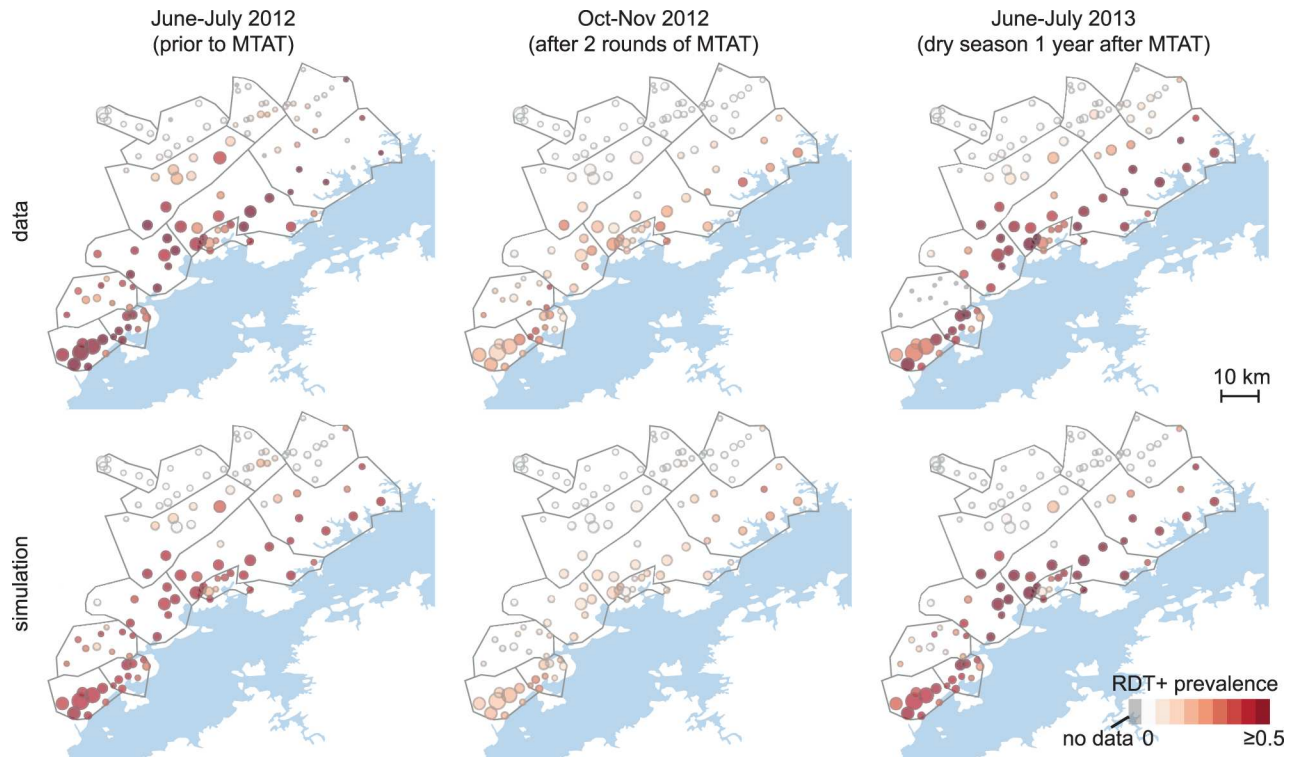 June-July 2012
(prior to MTAT)
Oct-Nov 2012
(after 2 rounds of MTAT)
June-July 2013
(dry season 1 year after MTAT)
data
10 km
simulation
RDT+ prevalence
no data 0 ≥0.5